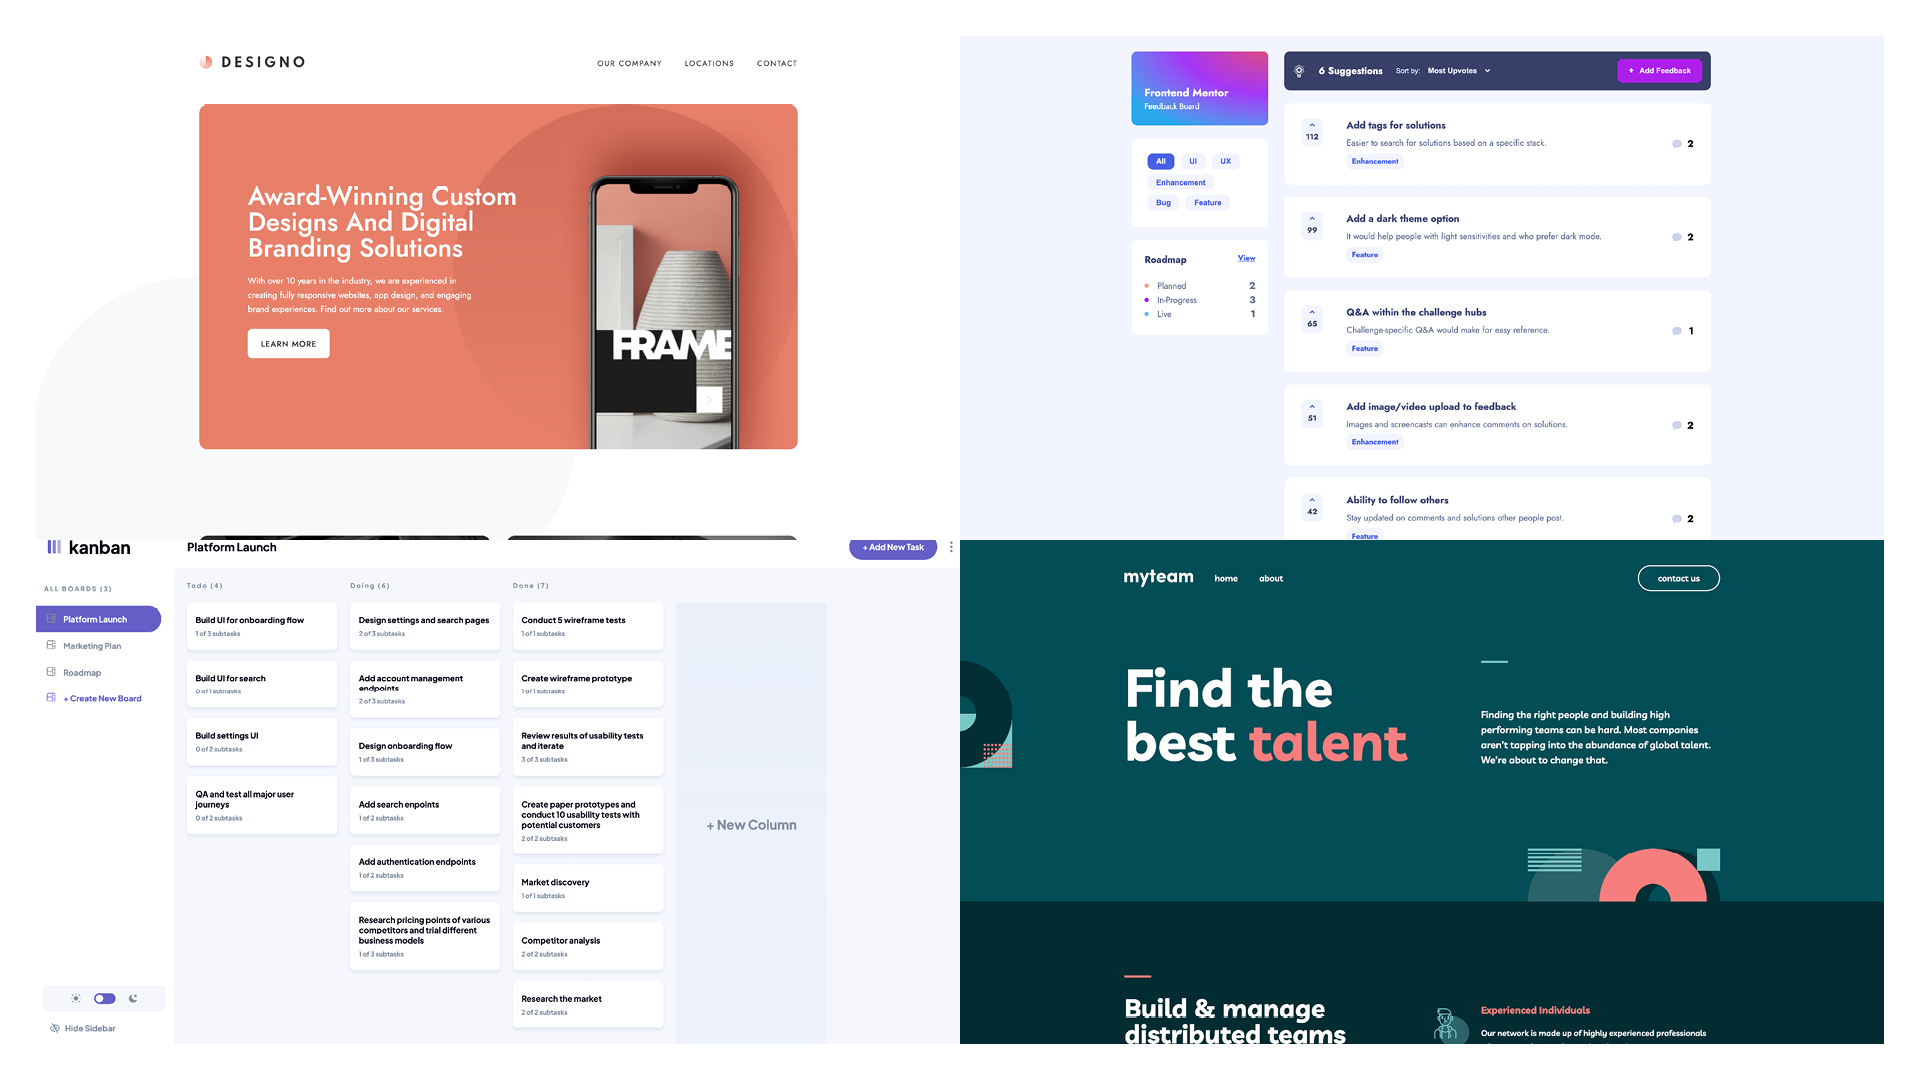 DESIGNO
OUR COMPANY
LOCATIONS
CONTACT
Award-Winning Custom
Designs And Digital
Branding Solutions
With over 10 years in the industry, we are experienced in
creating fully responsive websites, app design, and engaging
brand experiences. Find out more about our services.
LEARN MORE
FRAME
Frontend Mentor
Feedback Board
All
UI
UX
Enhancement
Bug
Feature
Roadmap
View
Planned
2
In-Progress
3
Live
1
6 Suggestions
Sort by:
Most Upvotes
+ Add Feedback
112
Add tags for solutions
Easier to search for solutions based on a specific stack.
Enhancement
2
99
Add a dark theme option
It would help people with light sensitivities and who prefer dark mode.
Feature
2
65
Q&A within the challenge hubs
Challenge-specific Q&A would make for easy reference.
Feature
1
51
Add image/video upload to feedback
Images and screencasts can enhance comments on solutions.
Enhancement
2
42
Ability to follow others
Stay updated on comments and solutions other people post.
Feature
2
kanban
ALL BOARDS (3)
Platform Launch
Marketing Plan
Roadmap
+ Create New Board
Hide Sidebar
Platform Launch
+ Add New Task
Todo (4)
Build UI for onboarding flow
1 of 3 subtasks
Build UI for search
0 of 1 subtasks
Build settings UI
0 of 2 subtasks
QA and test all major user
journeys
0 of 2 subtasks
Doing (6)
Design settings and search pages
2 of 3 subtasks
Add account management
endpoints
2 of 3 subtasks
Design onboarding flow
1 of 3 subtasks
Add search enpoints
1 of 2 subtasks
Add authentication endpoints
1 of 2 subtasks
Research pricing points of various
competitors and trial different
business models
1 of 3 subtasks
Done (7)
Conduct 5 wireframe tests
1 of 1 subtasks
Create wireframe prototype
1 of 1 subtasks
Review results of usability tests
and iterate
3 of 3 subtasks
Create paper prototypes and
conduct 10 usability tests with
potential customers
2 of 2 subtasks
Market discovery
1 of 1 subtasks
Competitor analysis
2 of 2 subtasks
Research the market
2 of 2 subtasks
+ New Column
myteam
home
about
contact us
Find the
best talent
Finding the right people and building high
performing teams can be hard. Most companies
aren't tapping into the abundance of global talent.
We're about to change that.
Build & manage
distributed teams
Experienced Individuals
Our network is made up of highly experienced professionals